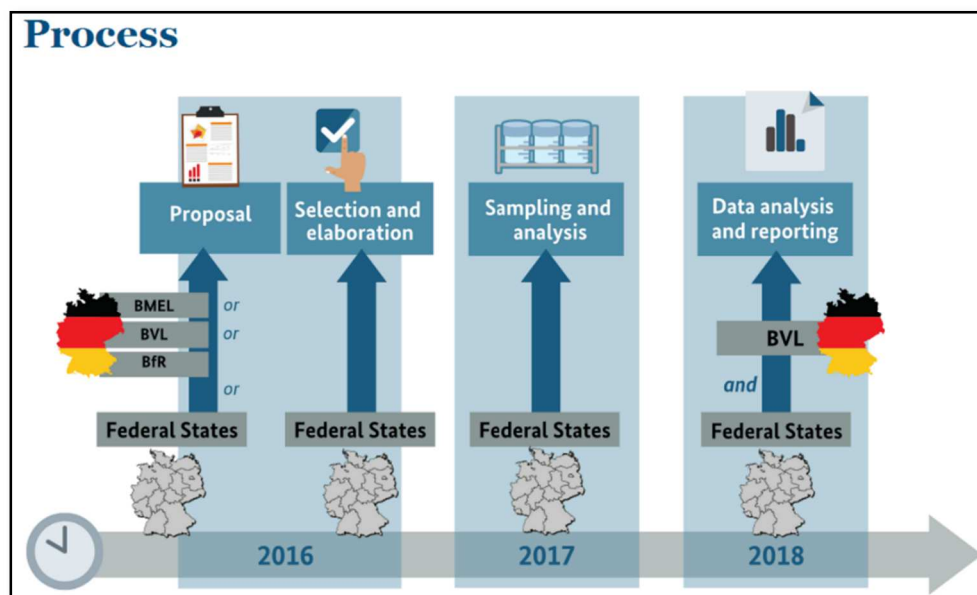 Process
Proposal
Selection and
elaboration
Sampling and
analysis
Data analysis
and reporting
BMEL
or
BVL
or
BfR
or
BVL
and
Federal States
Federal States
Federal States
Federal States
2016
2017
2018